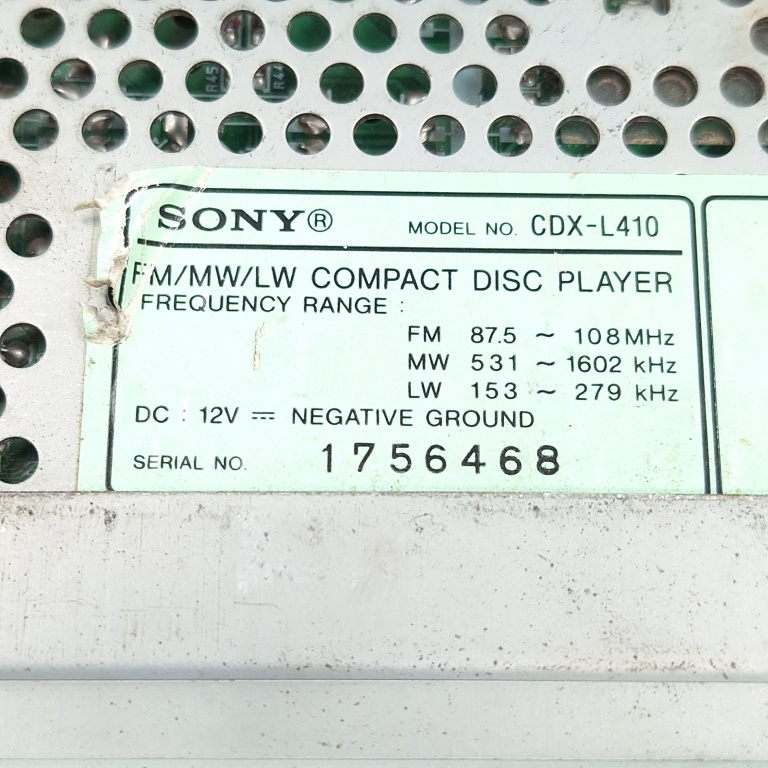 R45 R44
SONY® MODEL NO. CDX-L410
FM/MW/LW COMPACT DISC PLAYER
FREQUENCY RANGE :
FM 87.5 ~ 108MHz
MW 531 ~ 1602 kHz
LW 153 ~ 279 kHz
DC : 12V ⎓ NEGATIVE GROUND
SERIAL NO. 1756468